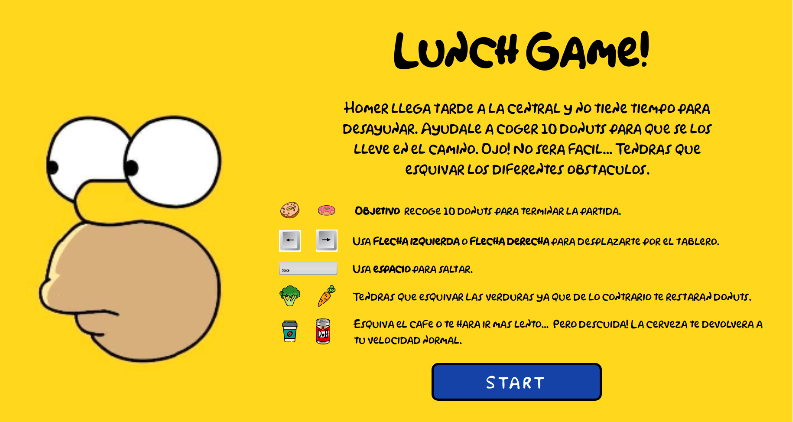 LUNCH GAME!
HOMER LLEGA TARDE A LA CENTRAL Y NO TIENE TIEMPO PARA
DESAYUNAR. AYUDALE A COGER 10 DONUTS PARA QUE SE LOS
LLEVE EN EL CAMINO. OJO! NO SERA FACIL... TENDRAS QUE
ESQUIVAR LOS DIFERENTES OBSTACULOS.
OBJETIVO RECOGE 10 DONUTS PARA TERMINAR LA PARTIDA.
USA FLECHA IZQUIERDA O FLECHA DERECHA PARA DESPLAZARTE POR EL TABLERO.
USA ESPACIO PARA SALTAR.
TENDRAS QUE ESQUIVAR LAS VERDURAS YA QUE DE LO CONTRARIO TE RESTARAN DONUTS.
ESQUIVA EL CAFE O TE HARA IR MAS LENTO... PERO DESCUIDA! LA CERVEZA TE DEVOLVERA A
TU VELOCIDAD NORMAL.
START